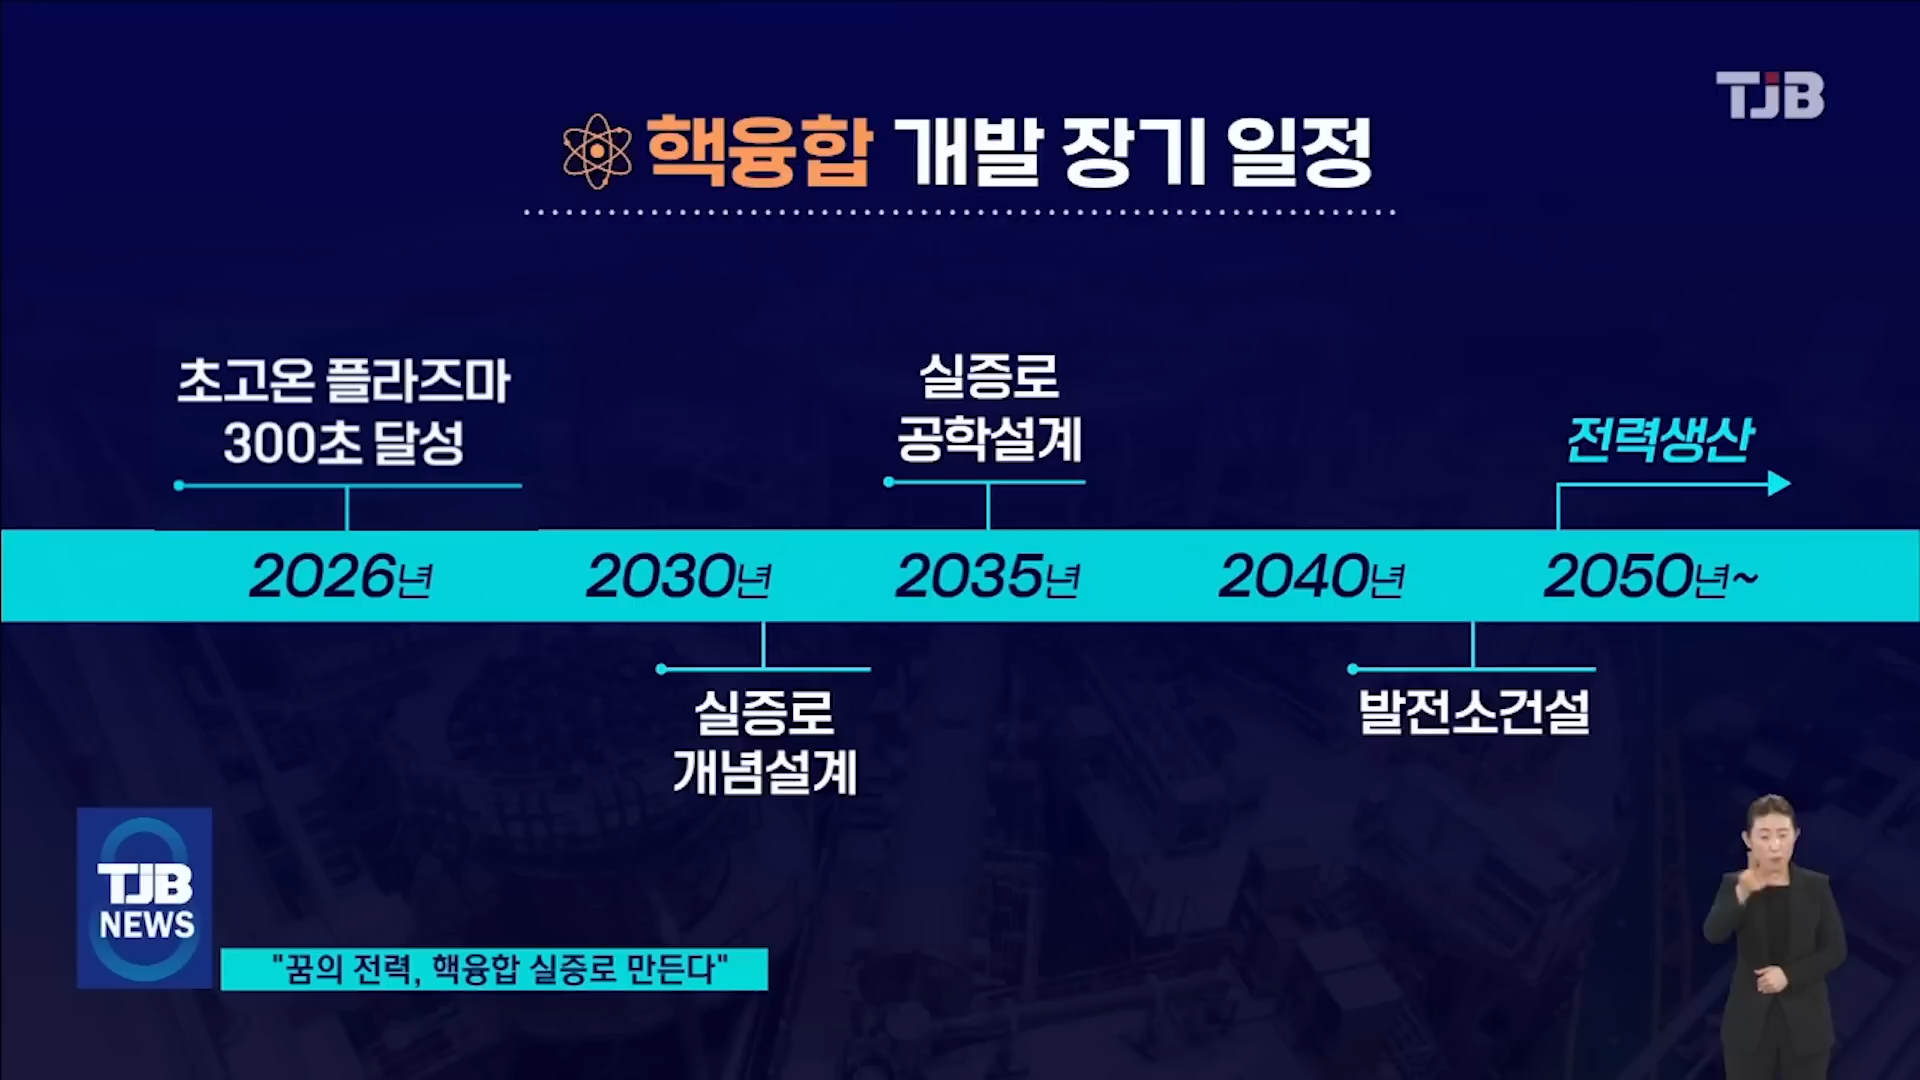 TJB
핵융합 개발 장기 일정
초고온 플라즈마
300초 달성
실증로
공학설계
전력생산
2026년
2030년
2035년
2040년
2050년~
실증로
개념설계
발전소건설
TJB
NEWS
"꿈의 전력, 핵융합 실증로 만든다"